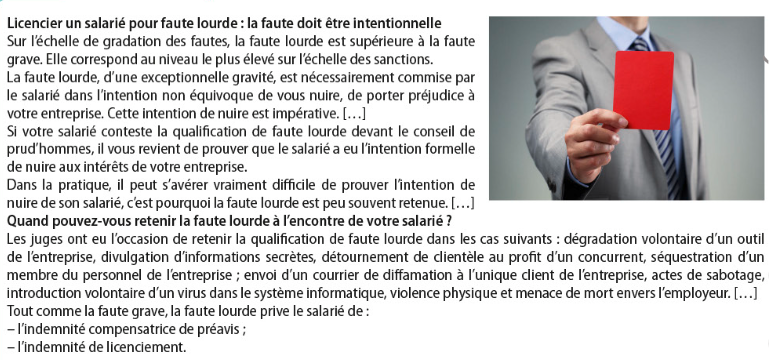 Licencier un salarié pour faute lourde : la faute doit être intentionnelle
Sur l'échelle de gradation des fautes, la faute lourde est supérieure à la faute
grave. Elle correspond au niveau le plus élevé sur l'échelle des sanctions.
La faute lourde, d'une exceptionnelle gravité, est nécessairement commise par
le salarié dans l'intention non équivoque de vous nuire, de porter préjudice à
votre entreprise. Cette intention de nuire est impérative. […]
Si votre salarié conteste la qualification de faute lourde devant le conseil de
prud'hommes, il vous revient de prouver que le salarié a eu l'intention formelle
de nuire aux intérêts de votre entreprise.
Dans la pratique, il peut s'avérer vraiment difficile de prouver l'intention de
nuire de son salarié, c'est pourquoi la faute lourde est peu souvent retenue. […]
Quand pouvez-vous retenir la faute lourde à l'encontre de votre salarié ?
Les juges ont eu l'occasion de retenir la qualification de faute lourde dans les cas suivants : dégradation volontaire d'un outil
de l'entreprise, divulgation d'informations secrètes, détournement de clientèle au profit d'un concurrent, séquestration d'un
membre du personnel de l'entreprise ; envoi d'un courrier de diffamation à l'unique client de l'entreprise, actes de sabotage,
introduction volontaire d'un virus dans le système informatique, violence physique et menace de mort envers l'employeur. […]
Tout comme la faute grave, la faute lourde prive le salarié de :
– l'indemnité compensatrice de préavis ;
– l'indemnité de licenciement.